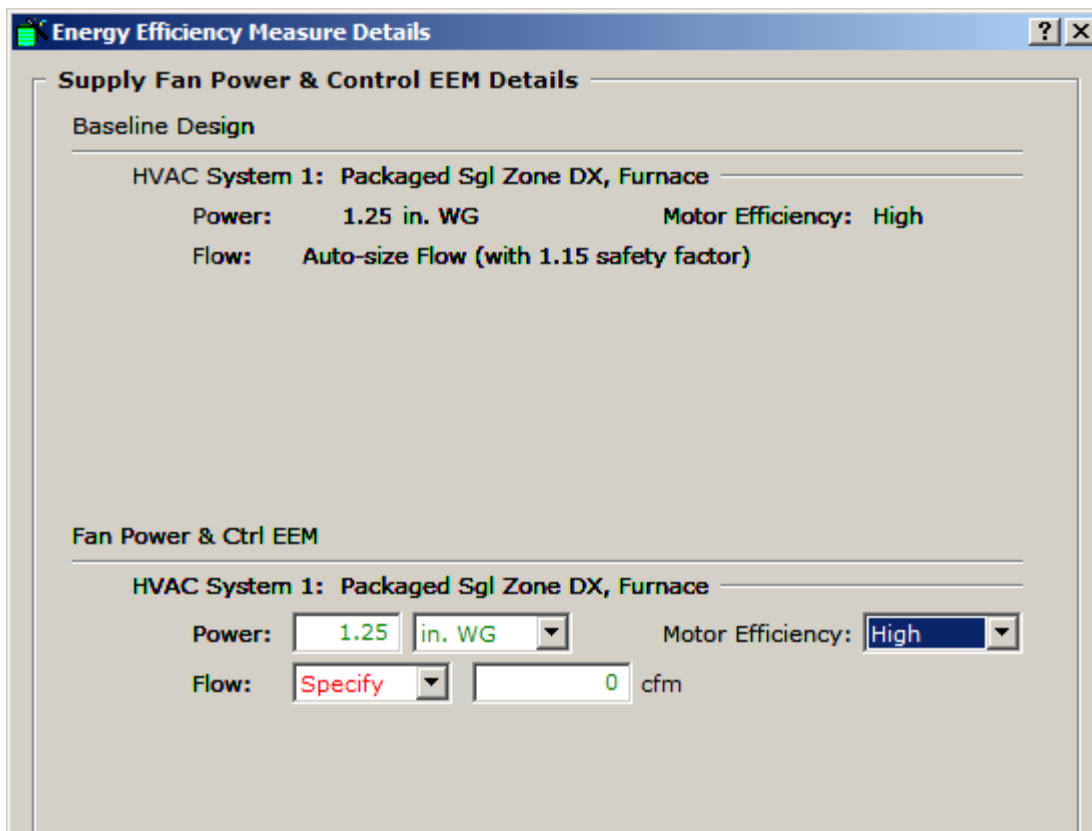 Energy Efficiency Measure Details
Supply Fan Power & Control EEM Details
Baseline Design
HVAC System 1: Packaged Sgl Zone DX, Furnace
Power: 1.25 in. WG Motor Efficiency: High
Flow: Auto-size Flow (with 1.15 safety factor)
Fan Power & Ctrl EEM
HVAC System 1: Packaged Sgl Zone DX, Furnace
Power: 1.25 in. WG Motor Efficiency: High
Flow: Specify 0 cfm